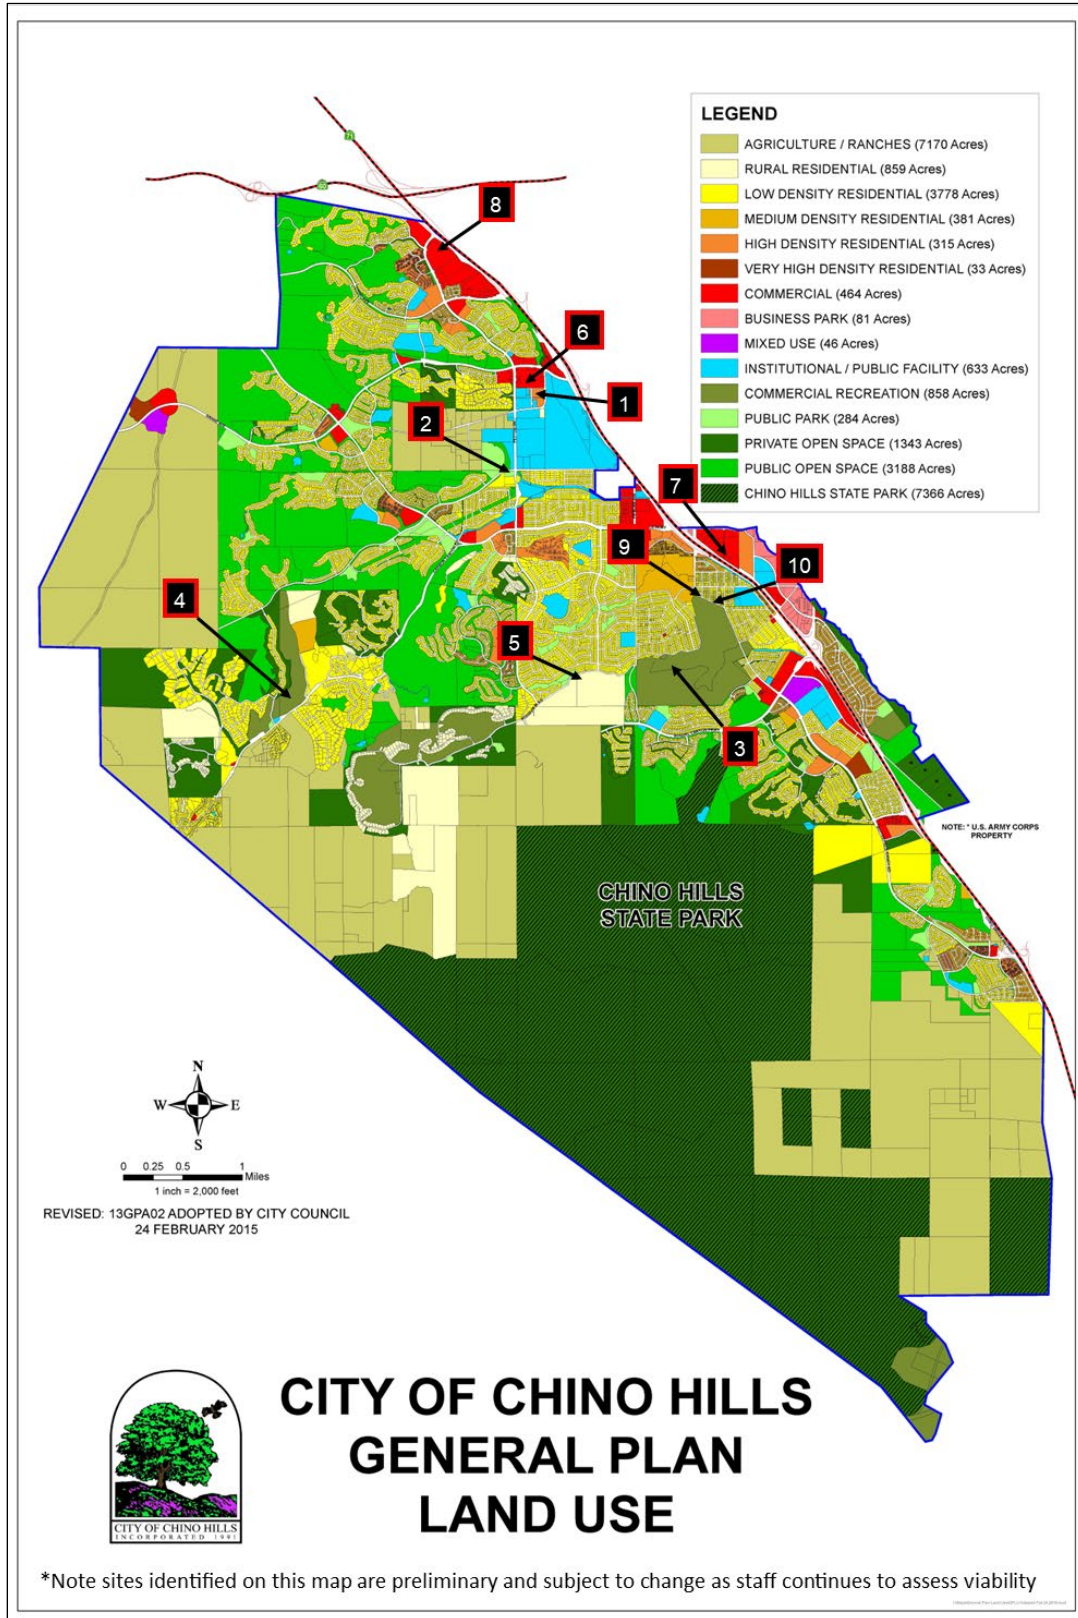 LEGEND
AGRICULTURE / RANCHES (7170 Acres)
RURAL RESIDENTIAL (859 Acres)
LOW DENSITY RESIDENTIAL (3778 Acres)
MEDIUM DENSITY RESIDENTIAL (381 Acres)
HIGH DENSITY RESIDENTIAL (315 Acres)
VERY HIGH DENSITY RESIDENTIAL (33 Acres)
COMMERCIAL (464 Acres)
BUSINESS PARK (81 Acres)
MIXED USE (46 Acres)
INSTITUTIONAL / PUBLIC FACILITY (633 Acres)
COMMERCIAL RECREATION (858 Acres)
PUBLIC PARK (284 Acres)
PRIVATE OPEN SPACE (1343 Acres)
PUBLIC OPEN SPACE (3188 Acres)
CHINO HILLS STATE PARK (7366 Acres)
8
6
1
2
7
9
10
4
5
3
NOTE: * U.S. ARMY CORPS
PROPERTY
CHINO HILLS
STATE PARK
N
W E
S
0 0.25 0.5 1
Miles
1 inch = 2,000 feet
REVISED: 13GPA02 ADOPTED BY CITY COUNCIL
24 FEBRUARY 2015
CITY OF CHINO HILLS
GENERAL PLAN
LAND USE
CITY OF CHINO HILLS
INCORPORATED 1991
*Note sites identified on this map are preliminary and subject to change as staff continues to assess viability